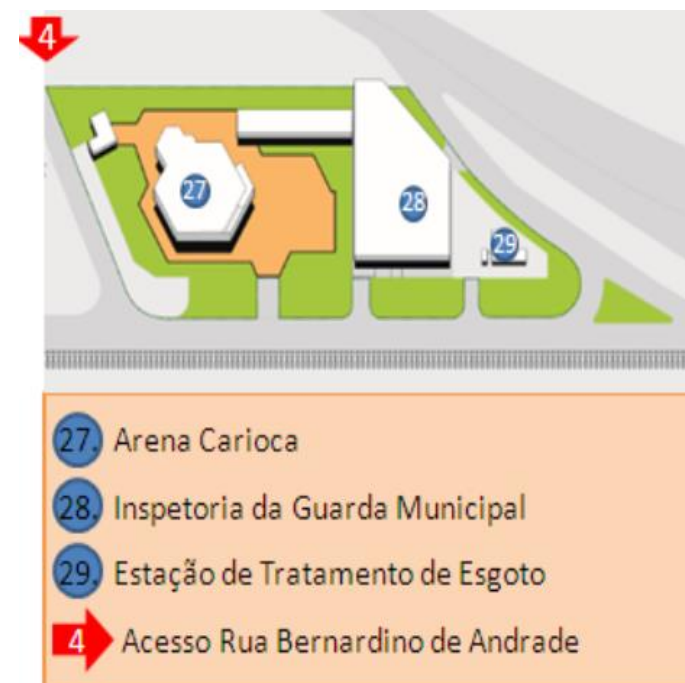 4
27
28
29
27. Arena Carioca
28. Inspetoria da Guarda Municipal
29. Estação de Tratamento de Esgoto
4 Acesso Rua Bernardino de Andrade